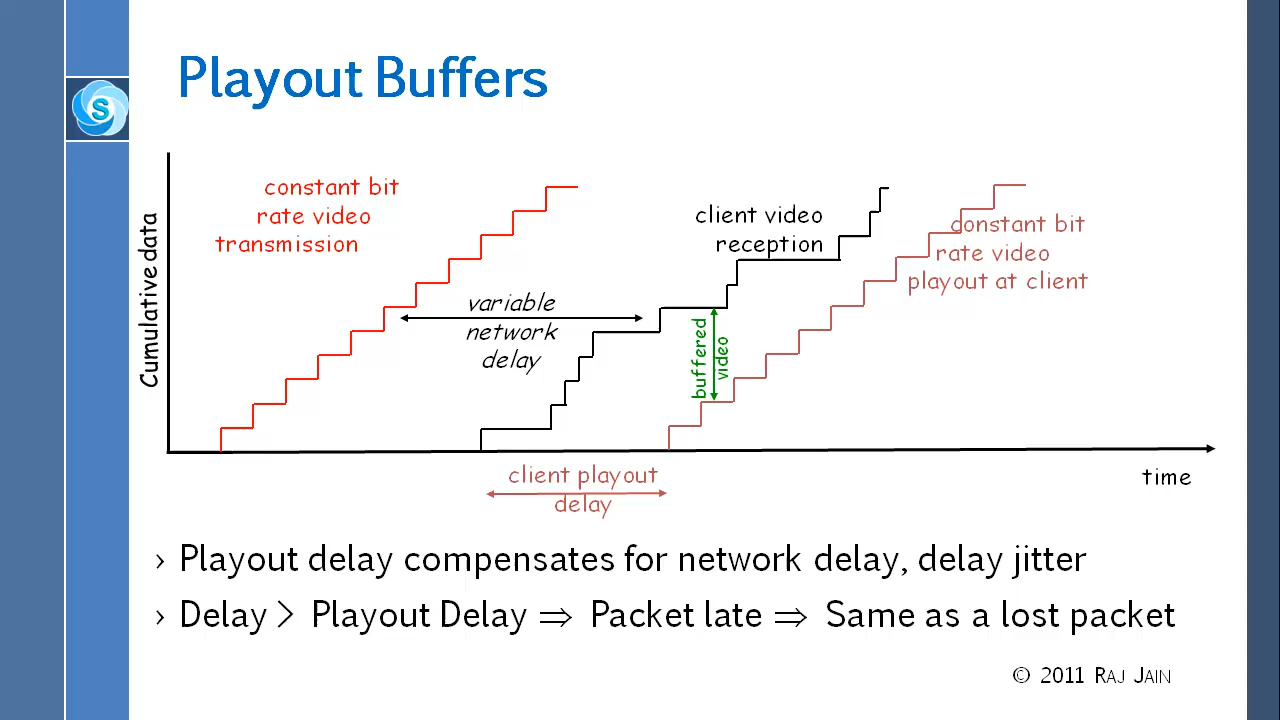 Playout Buffers
S
Cumulative data
constant bit
rate video
transmission
variable
network
delay
client video
reception
buffered
video
constant bit
rate video
playout at client
client playout
delay
time
› Playout delay compensates for network delay, delay jitter
› Delay > Playout Delay ⇒ Packet late ⇒ Same as a lost packet
© 2011 RAJ JAIN